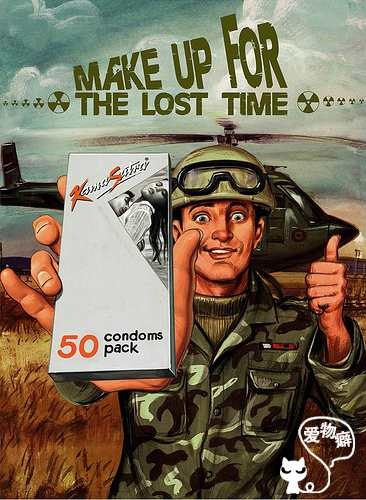 MAKE UP FOR
THE LOST TIME
KamaSutra
50 condoms
pack
爱物癖